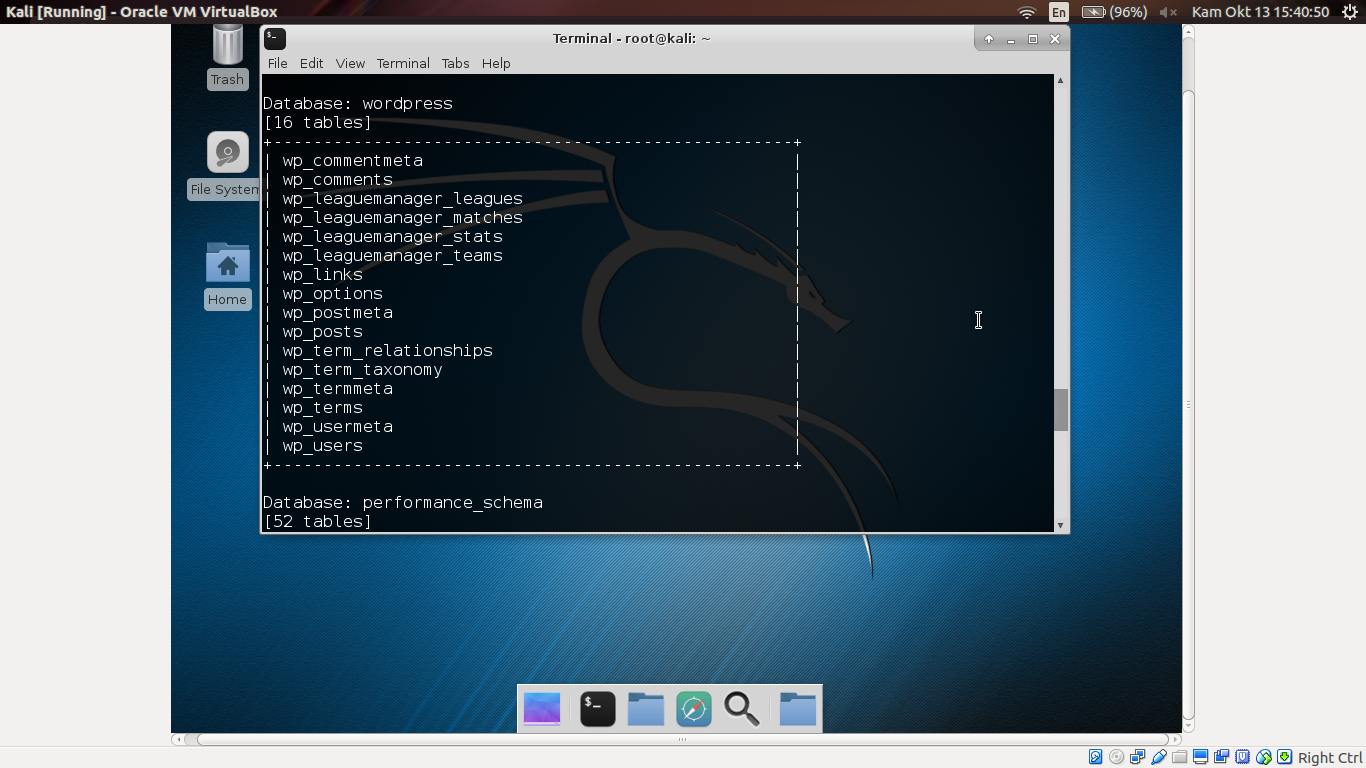 Kali [Running] - Oracle VM VirtualBox
En (96%) Kam Okt 13 15:40:50
Trash
File System
Home
Terminal - root@kali: ~
File Edit View Terminal Tabs Help
Database: wordpress
[16 tables]
+-----------------------------------------------------+
| wp_commentmeta |
| wp_comments |
| wp_leaguemanager_leagues |
| wp_leaguemanager_matches |
| wp_leaguemanager_stats |
| wp_leaguemanager_teams |
| wp_links |
| wp_options |
| wp_postmeta |
| wp_posts |
| wp_term_relationships |
| wp_term_taxonomy |
| wp_termmeta |
| wp_terms |
| wp_usermeta |
| wp_users |
+-----------------------------------------------------+
Database: performance_schema
[52 tables]
$-
Right Ctrl